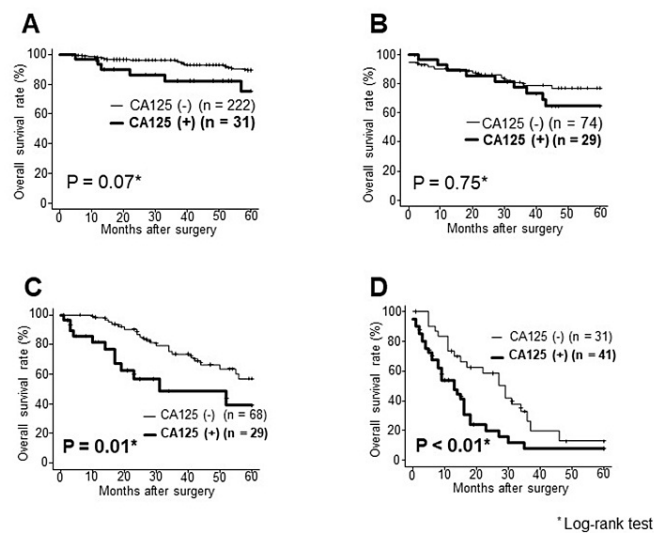 A
Overall survival rate (%)
100
80
60
40
20
0
CA125 (-) (n = 222)
CA125 (+) (n = 31)
P = 0.07*
0 10 20 30 40 50 60
Months after surgery
B
Overall survival rate (%)
100
80
60
40
20
0
CA125 (-) (n = 74)
CA125 (+) (n = 29)
P = 0.75*
0 10 20 30 40 50 60
Months after surgery
C
Overall survival rate (%)
100
80
60
40
20
0
CA125 (-) (n = 68)
CA125 (+) (n = 29)
P = 0.01*
0 10 20 30 40 50 60
Months after surgery
D
Overall survival rate (%)
100
80
60
40
20
0
CA125 (-) (n = 31)
CA125 (+) (n = 41)
P < 0.01*
0 10 20 30 40 50 60
Months after surgery
*Log-rank test